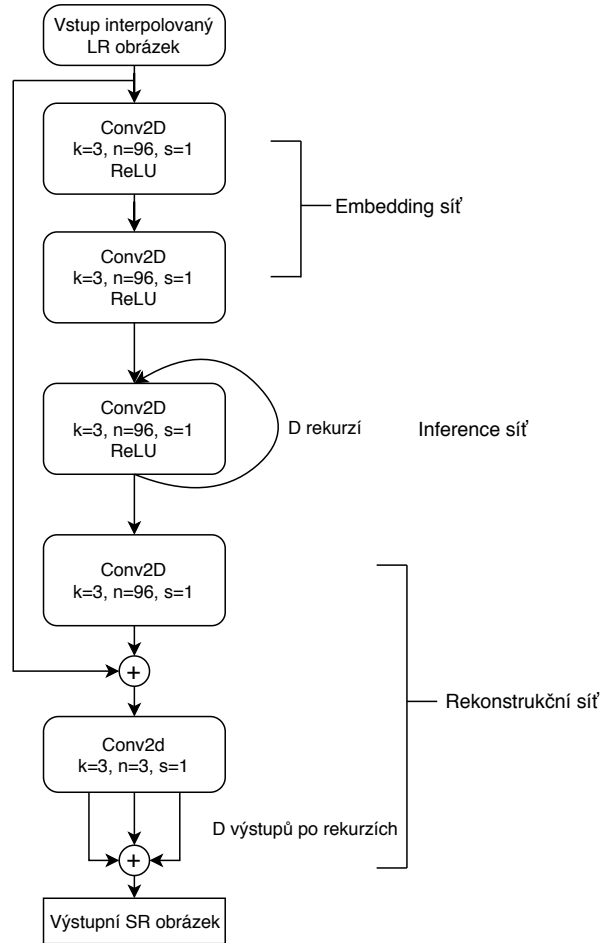 Vstup interpolovaný
LR obrázek
Conv2D
k=3, n=96, s=1
ReLU
Embedding síť
Conv2D
k=3, n=96, s=1
ReLU
Conv2D
k=3, n=96, s=1
ReLU
D rekurzí
Inference síť
Conv2D
k=3, n=96, s=1
+
Rekonstrukční síť
Conv2d
k=3, n=3, s=1
D výstupů po rekurzích
+
Výstupní SR obrázek